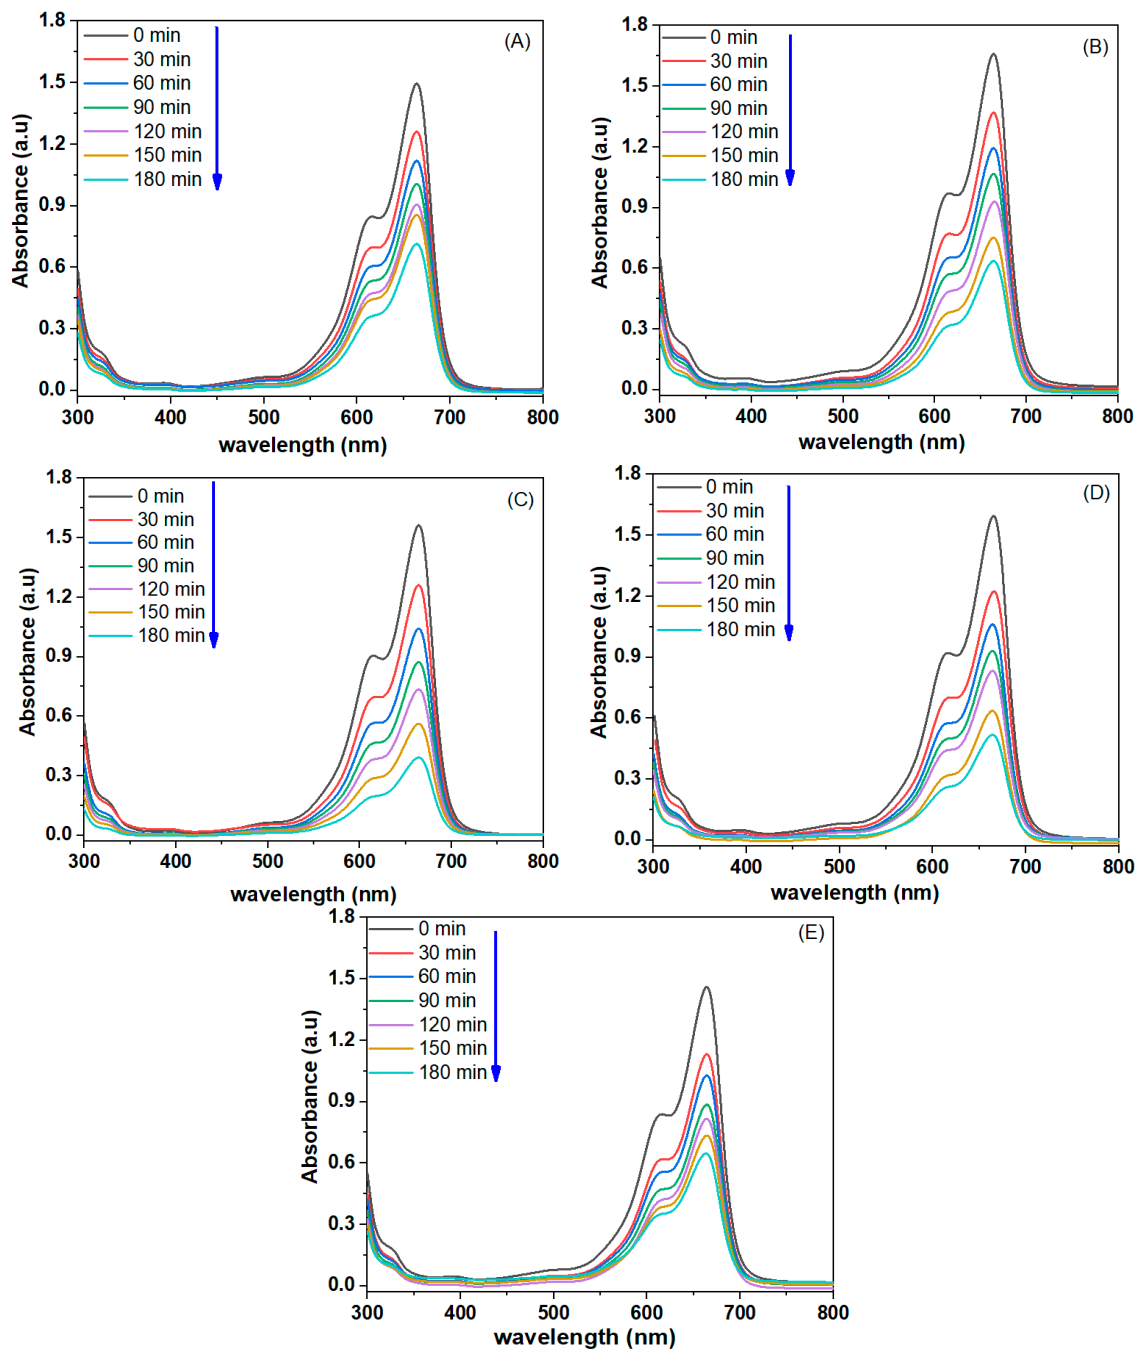 (A)
0 min
30 min
60 min
90 min
120 min
150 min
180 min
1.8
1.5
1.2
0.9
0.6
0.3
0.0
Absorbance (a.u)
300 400 500 600 700 800
wavelength (nm)
(B)
0 min
30 min
60 min
90 min
120 min
150 min
180 min
1.8
1.5
1.2
0.9
0.6
0.3
0.0
Absorbance (a.u)
300 400 500 600 700 800
wavelength (nm)
(C)
0 min
30 min
60 min
90 min
120 min
150 min
180 min
1.8
1.5
1.2
0.9
0.6
0.3
0.0
Absorbance (a.u)
300 400 500 600 700 800
wavelength (nm)
(D)
0 min
30 min
60 min
90 min
120 min
150 min
180 min
1.8
1.5
1.2
0.9
0.6
0.3
0.0
Absorbance (a.u)
300 400 500 600 700 800
wavelength (nm)
(E)
0 min
30 min
60 min
90 min
120 min
150 min
180 min
1.8
1.5
1.2
0.9
0.6
0.3
0.0
Absorbance (a.u)
300 400 500 600 700 800
wavelength (nm)